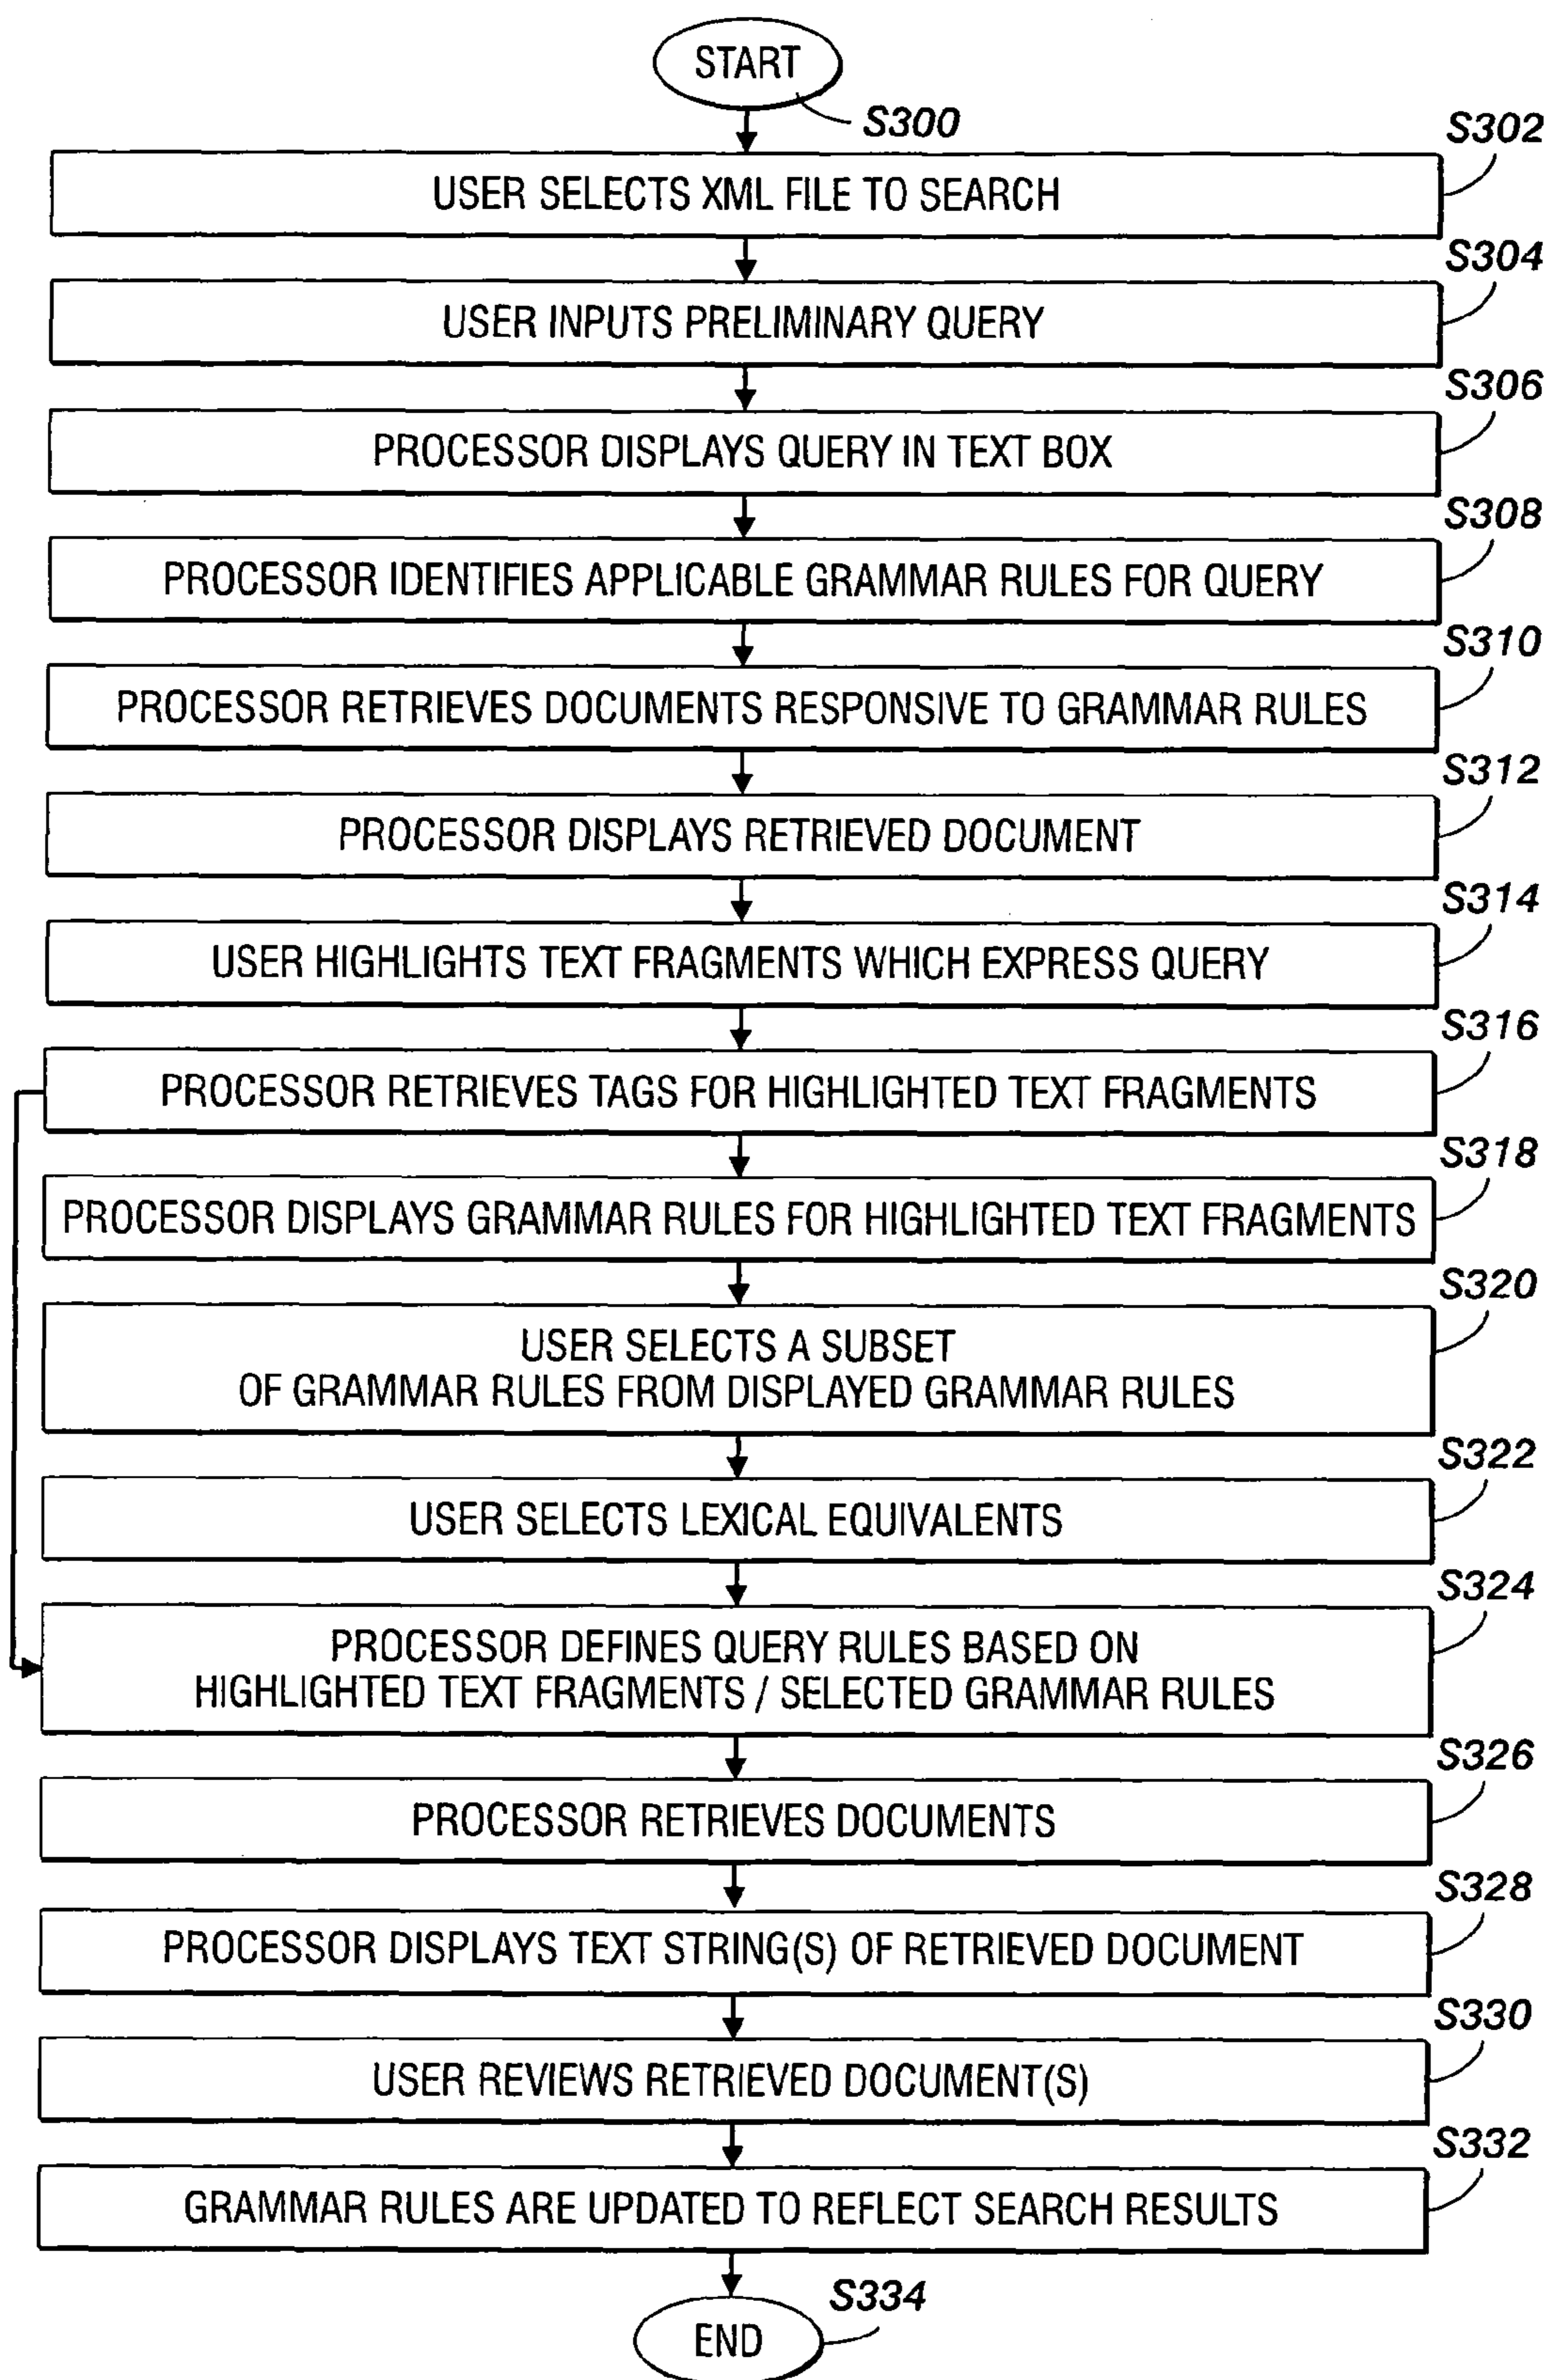 START
S300
S302
USER SELECTS XML FILE TO SEARCH
S304
USER INPUTS PRELIMINARY QUERY
S306
PROCESSOR DISPLAYS QUERY IN TEXT BOX
S308
PROCESSOR IDENTIFIES APPLICABLE GRAMMAR RULES FOR QUERY
S310
PROCESSOR RETRIEVES DOCUMENTS RESPONSIVE TO GRAMMAR RULES
S312
PROCESSOR DISPLAYS RETRIEVED DOCUMENT
S314
USER HIGHLIGHTS TEXT FRAGMENTS WHICH EXPRESS QUERY
S316
PROCESSOR RETRIEVES TAGS FOR HIGHLIGHTED TEXT FRAGMENTS
S318
PROCESSOR DISPLAYS GRAMMAR RULES FOR HIGHLIGHTED TEXT FRAGMENTS
S320
USER SELECTS A SUBSET
OF GRAMMAR RULES FROM DISPLAYED GRAMMAR RULES
S322
USER SELECTS LEXICAL EQUIVALENTS
S324
PROCESSOR DEFINES QUERY RULES BASED ON
HIGHLIGHTED TEXT FRAGMENTS / SELECTED GRAMMAR RULES
S326
PROCESSOR RETRIEVES DOCUMENTS
S328
PROCESSOR DISPLAYS TEXT STRING(S) OF RETRIEVED DOCUMENT
S330
USER REVIEWS RETRIEVED DOCUMENT(S)
S332
GRAMMAR RULES ARE UPDATED TO REFLECT SEARCH RESULTS
S334
END